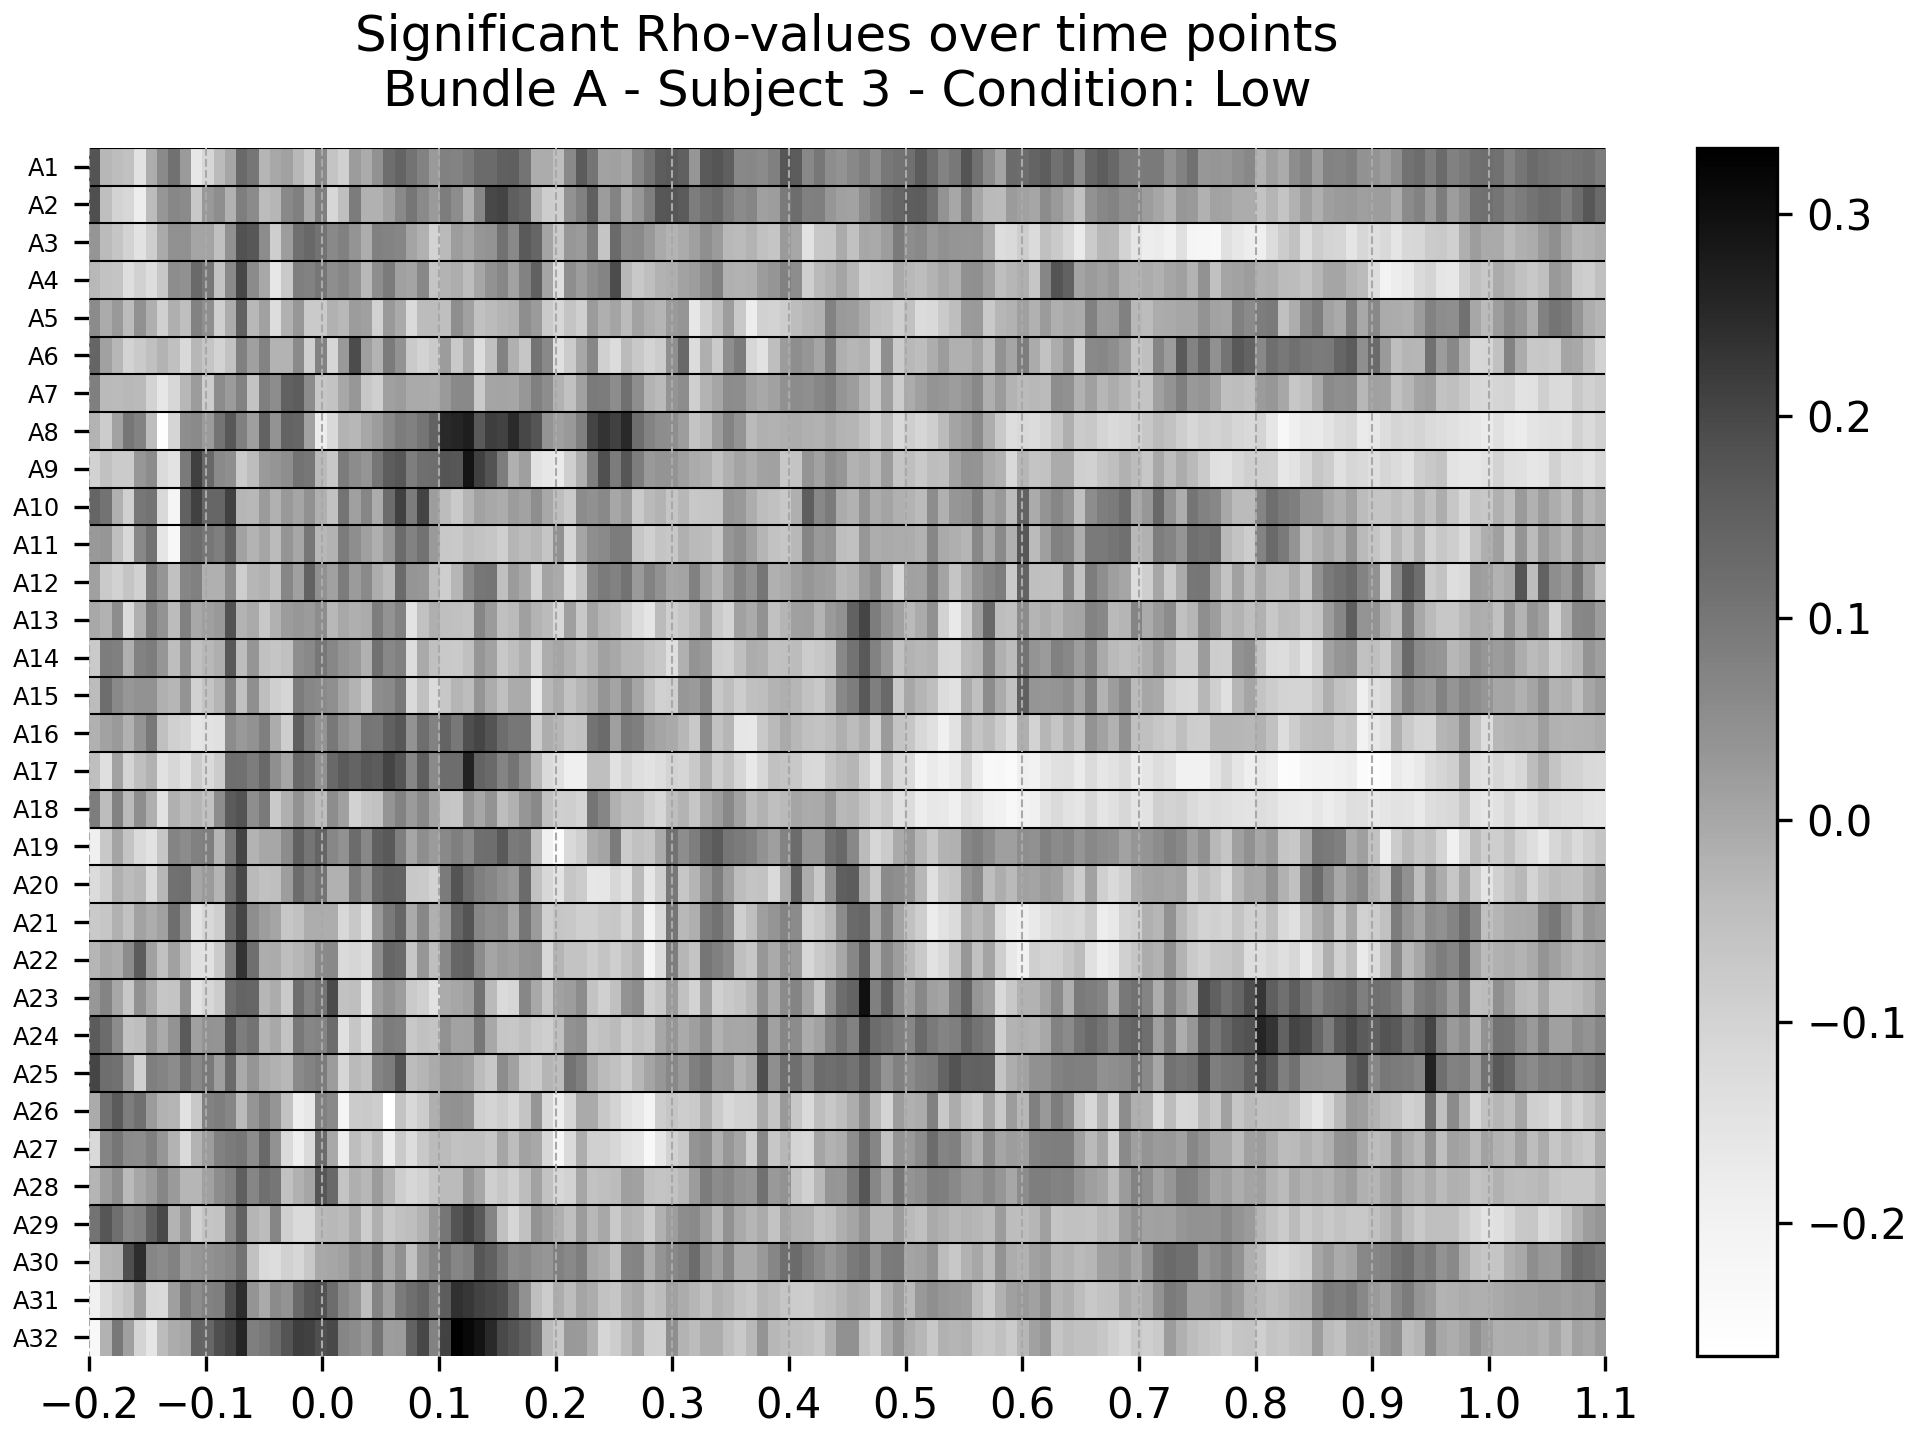 Significant Rho-values over time points
Bundle A - Subject 3 - Condition: Low
A1
A2
A3
A4
A5
A6
A7
A8
A9
A10
A11
A12
A13
A14
A15
A16
A17
A18
A19
A20
A21
A22
A23
A24
A25
A26
A27
A28
A29
A30
A31
A32
−0.2 −0.1 0.0 0.1 0.2 0.3 0.4 0.5 0.6 0.7 0.8 0.9 1.0 1.1
0.3
0.2
0.1
0.0
−0.1
−0.2